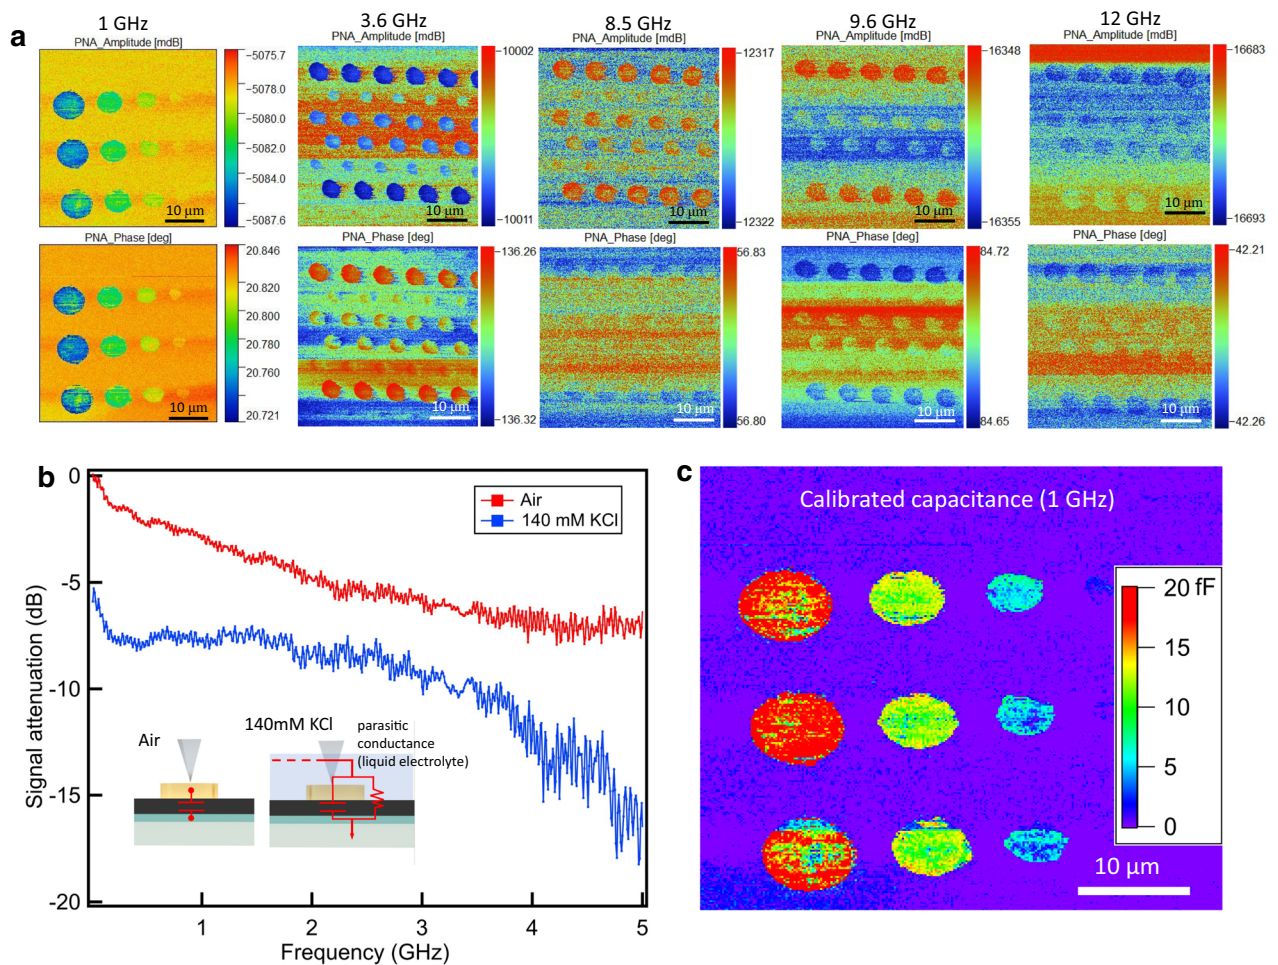 a
1 GHz
3.6 GHz
8.5 GHz
9.6 GHz
12 GHz
PNA_Amplitude [mdB]
PNA_Amplitude [mdB]
PNA_Amplitude [mdB]
PNA_Amplitude [mdB]
PNA_Amplitude [mdB]
−5075.7
−5078.0
−5080.0
−5082.0
−5084.0
−5087.6
10 µm
−10002
−10011
10 µm
−12317
−12322
10 µm
−16348
−16355
10 µm
−16683
−16693
10 µm
PNA_Phase [deg]
PNA_Phase [deg]
PNA_Phase [deg]
PNA_Phase [deg]
PNA_Phase [deg]
20.846
20.820
20.800
20.780
20.760
20.721
10 µm
−136.26
−136.32
10 µm
56.83
56.80
10 µm
84.72
84.65
10 µm
−42.21
−42.26
10 µm
b
Signal attenuation (dB)
0
-5
-10
-15
-20
Air
140 mM KCl
Air
140mM KCl
parasitic
conductance
(liquid electrolyte)
1
2
3
4
5
Frequency (GHz)
c
Calibrated capacitance (1 GHz)
20 fF
15
10
5
0
10 µm